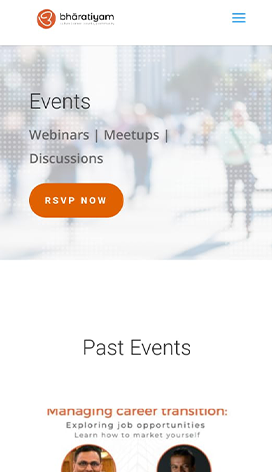 bhāratiyam
Events
Webinars | Meetups |
Discussions
RSVP NOW
Past Events
Managing career transition:
Exploring job opportunities
Learn how to market yourself